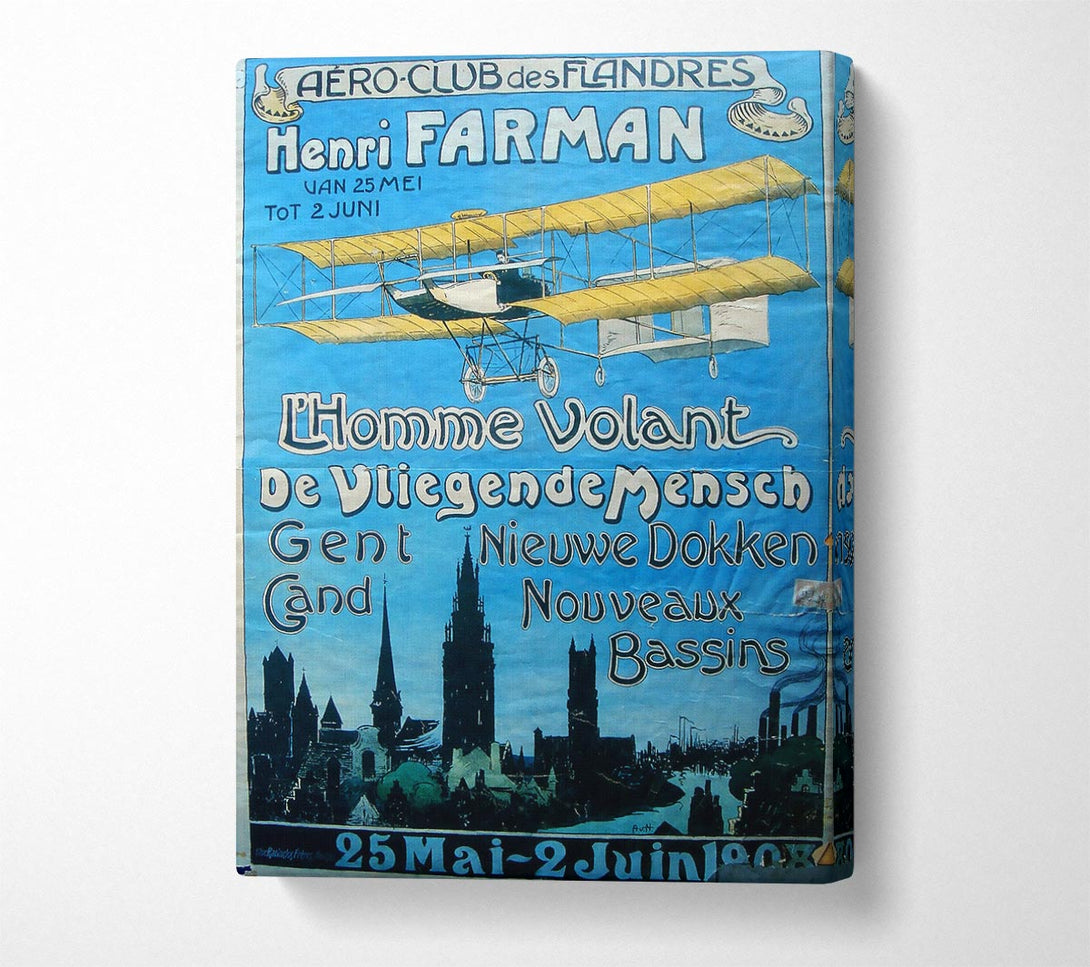 AÉRO-CLUB des FLANDRES
Henri FARMAN
VAN 25 MEI
TOT 2 JUNI
L'Homme Volant
De Vliegende Mensch
Gent Nieuwe Dokken
Gand Nouveaux
Bassins
A.v.H
25 Mai-2 Juin 1908